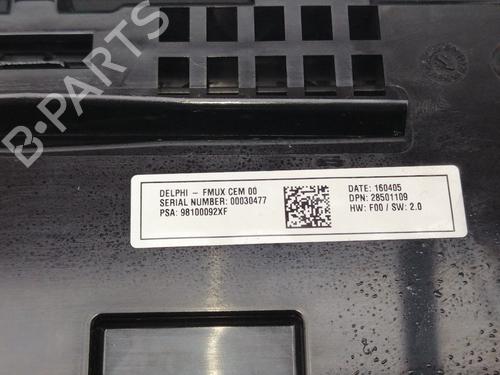 B-PARTS
DELPHI - FMUX CEM 00
SERIAL NUMBER: 00030477
PSA: 98100092XF
DATE: 160405
DPN: 28501109
HW: F00 / SW: 2.0